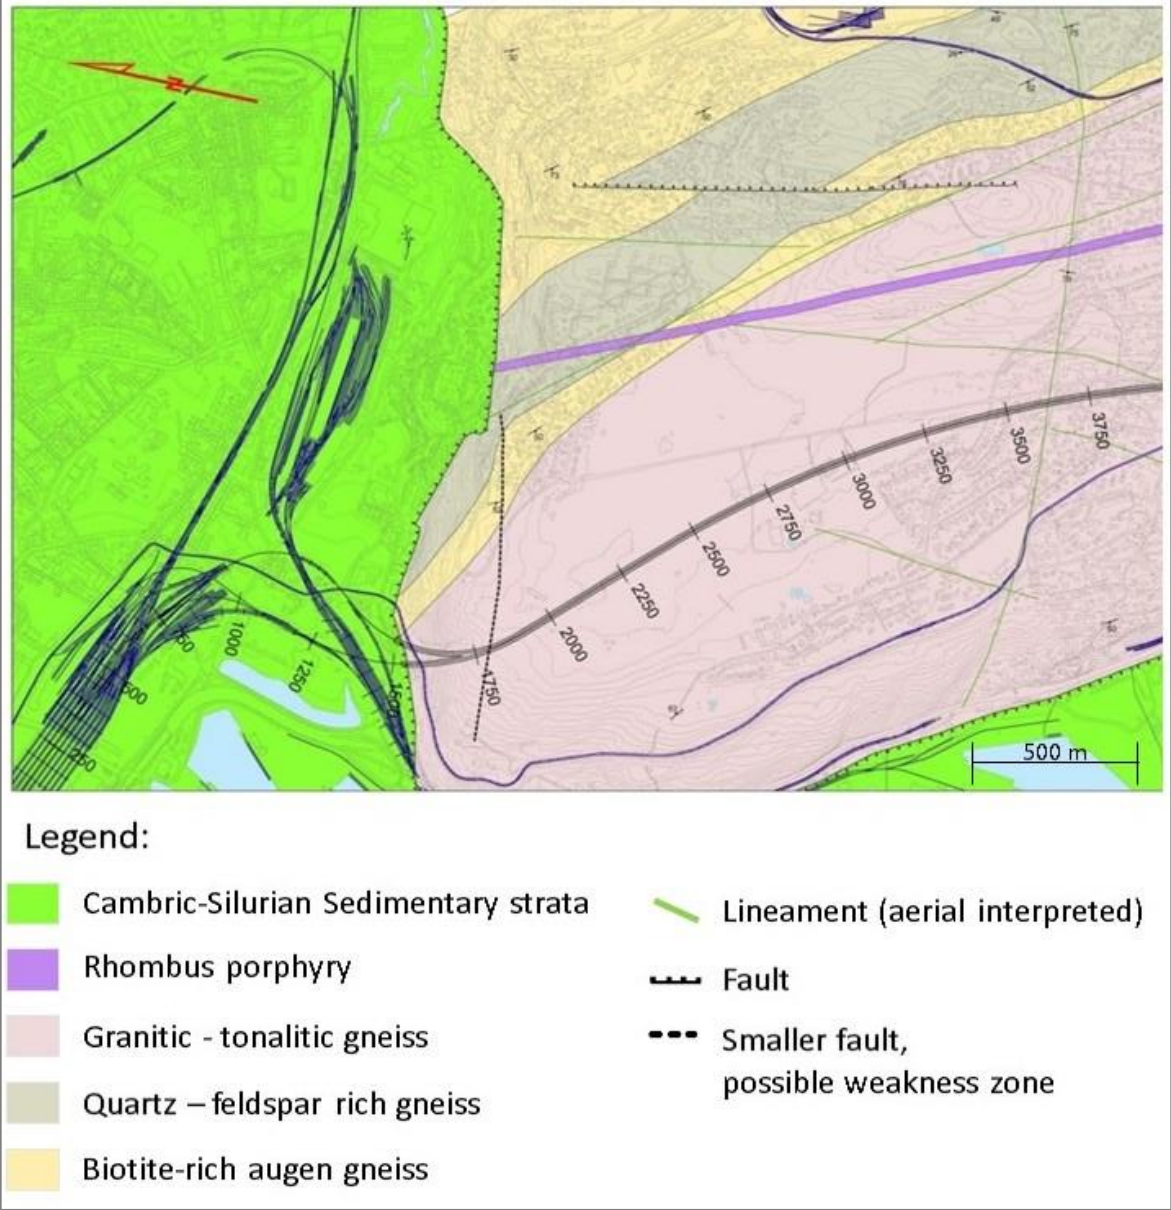 N
3750
3500
3250
3000
2750
2500
2250
2000
1750
1500
1250
1000
750
500
250
500 m
Legend:
Cambric-Silurian Sedimentary strata
Rhombus porphyry
Granitic - tonalitic gneiss
Quartz – feldspar rich gneiss
Biotite-rich augen gneiss
Lineament (aerial interpreted)
Fault
Smaller fault,
possible weakness zone